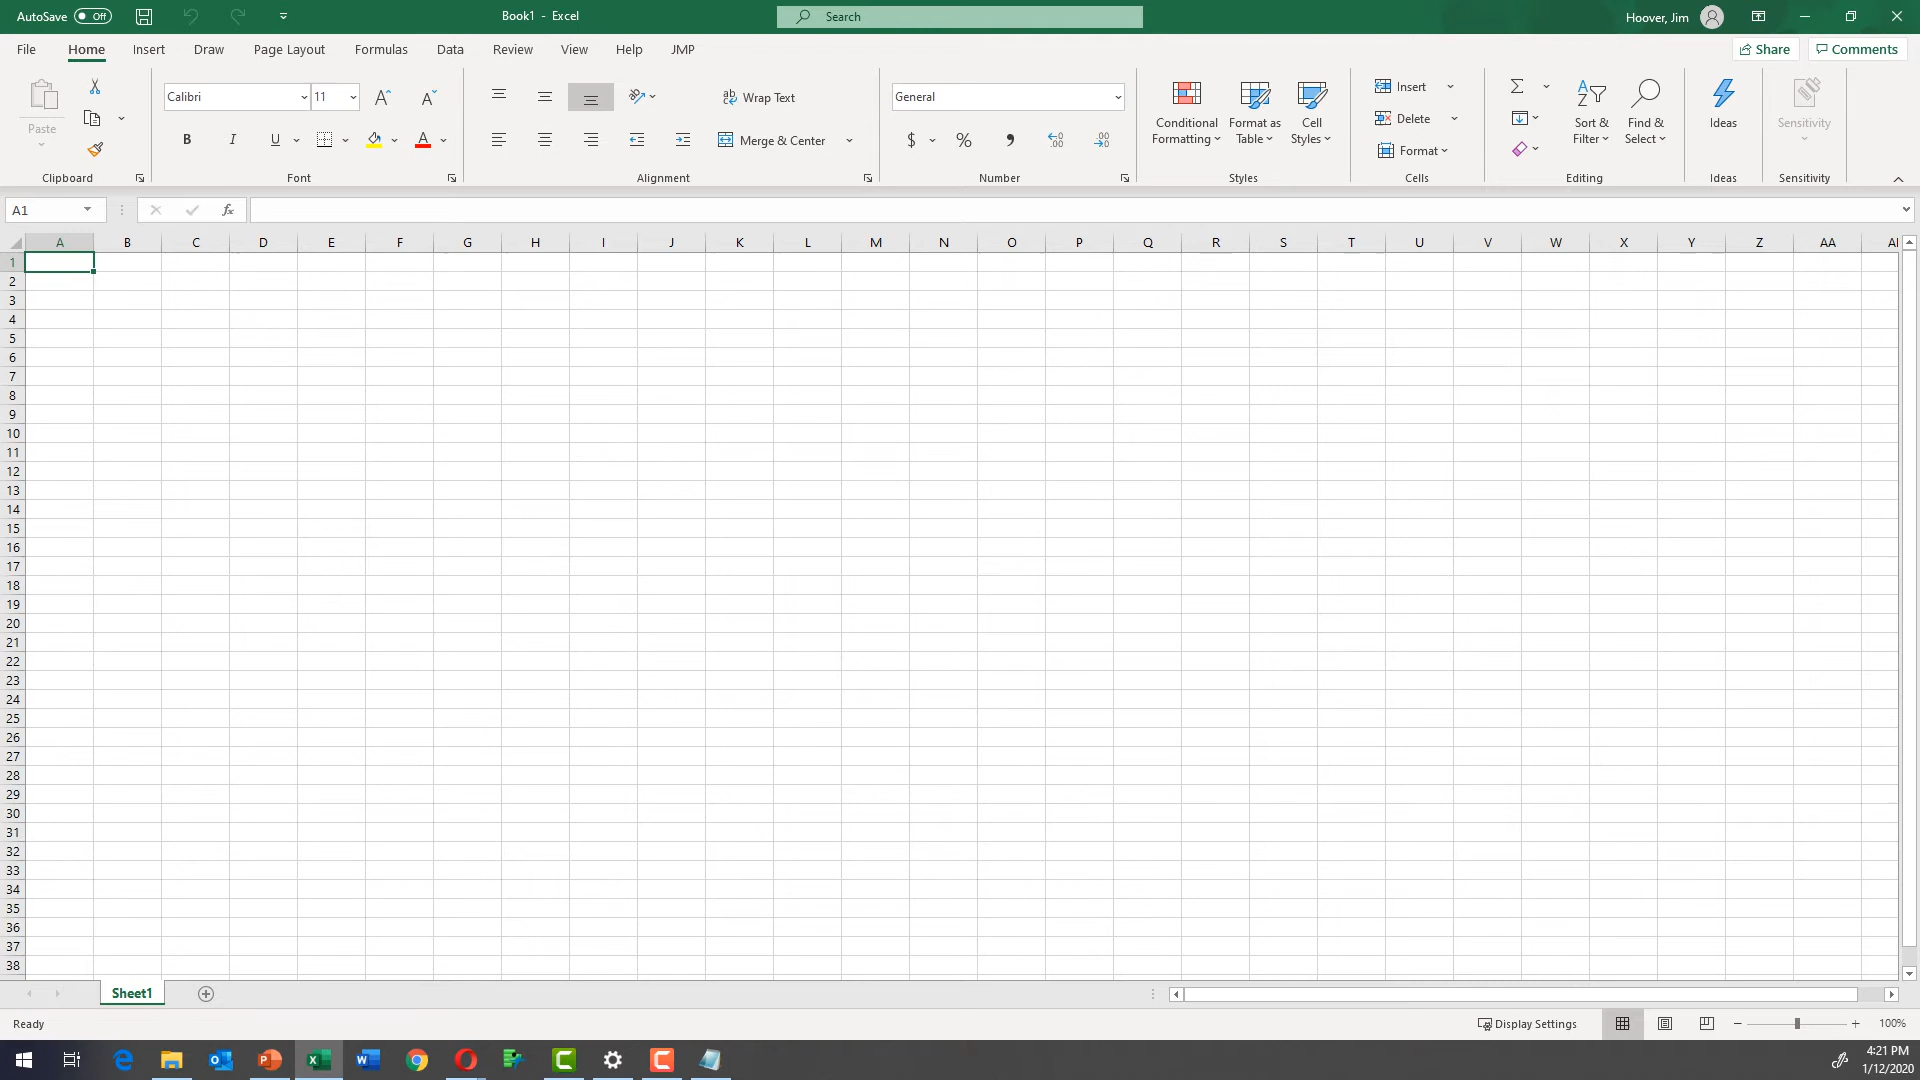 AutoSave Off
Book1 - Excel
Search
Hoover, Jim
File Home Insert Draw Page Layout Formulas Data Review View Help JMP
Share Comments
Paste
Clipboard
Calibri 11
B I U A
Font
Wrap Text
Merge & Center
Alignment
General
$ %
Number
Conditional Formatting
Format as Table
Cell Styles
Styles
Insert
Delete
Format
Cells
Sort & Filter
Find & Select
Editing
Ideas
Ideas
Sensitivity
Sensitivity
A1 fx
A B C D E F G H I J K L M N O P Q R S T U V W X Y Z AA
1
2
3
4
5
6
7
8
9
10
11
12
13
14
15
16
17
18
19
20
21
22
23
24
25
26
27
28
29
30
31
32
33
34
35
36
37
38
Sheet1
Ready
Display Settings
100%
4:21 PM
1/12/2020